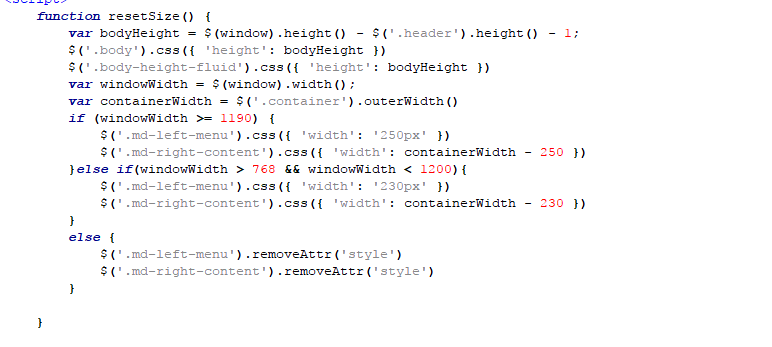 <script>
function resetSize() {
var bodyHeight = $(window).height() - $('.header').height() - 1;
$('.body').css({ 'height': bodyHeight })
$('.body-height-fluid').css({ 'height': bodyHeight })
var windowWidth = $(window).width();
var containerWidth = $('.container').outerWidth()
if (windowWidth >= 1190) {
$('.md-left-menu').css({ 'width': '250px' })
$('.md-right-content').css({ 'width': containerWidth - 250 })
}else if(windowWidth > 768 && windowWidth < 1200){
$('.md-left-menu').css({ 'width': '230px' })
$('.md-right-content').css({ 'width': containerWidth - 230 })
}
else {
$('.md-left-menu').removeAttr('style')
$('.md-right-content').removeAttr('style')
}
}